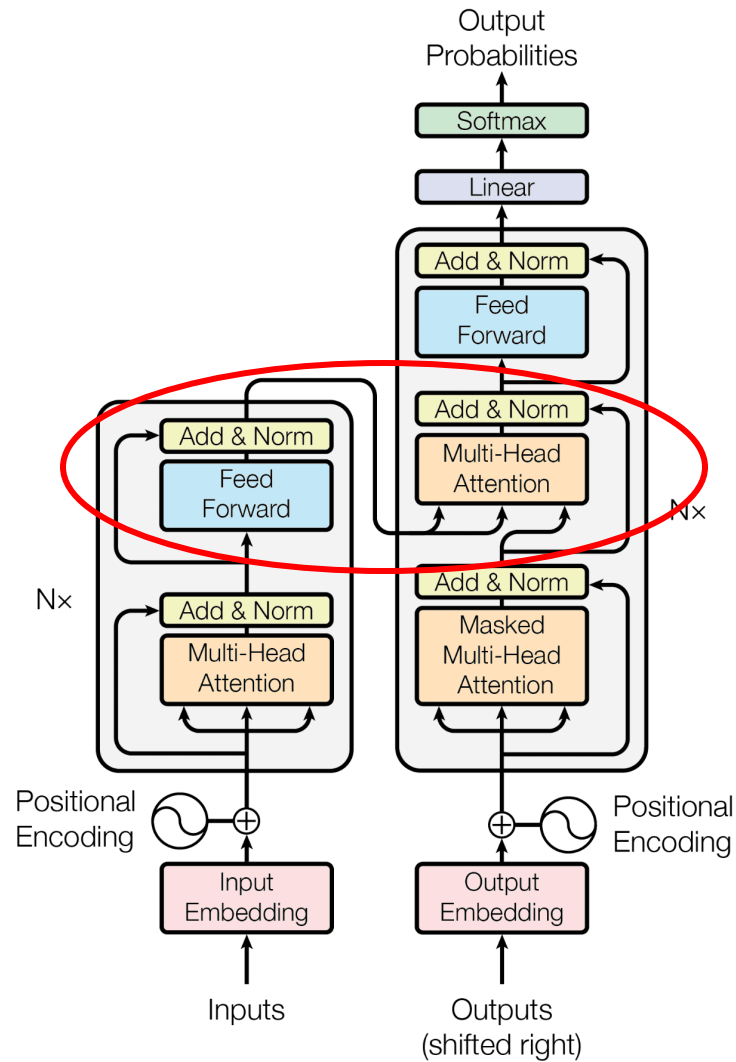 Output
Probabilities
Softmax
Linear
Add & Norm
Feed
Forward
Add & Norm
Multi-Head
Attention
Add & Norm
Feed
Forward
N×
Add & Norm
Masked
Multi-Head
Attention
N×
Add & Norm
Multi-Head
Attention
Positional
Encoding
Positional
Encoding
Input
Embedding
Output
Embedding
Inputs
Outputs
(shifted right)